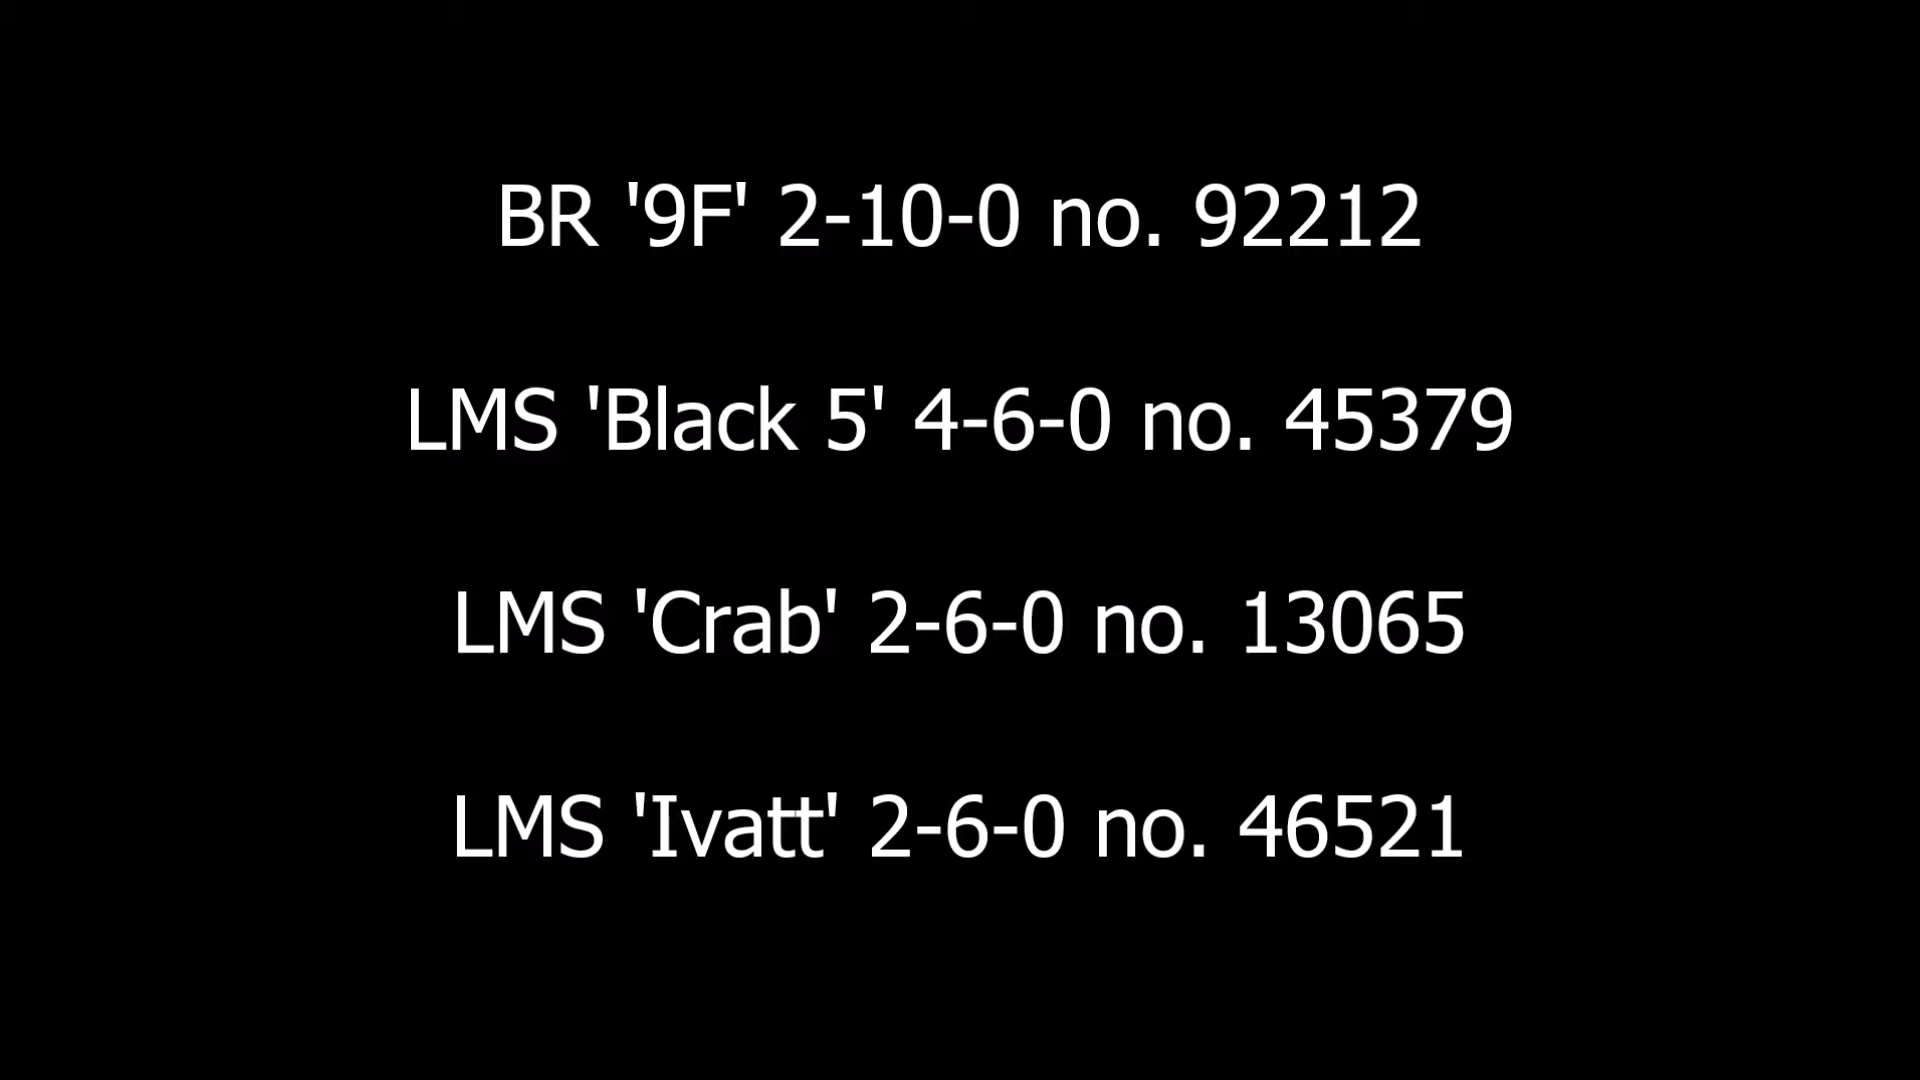 BR '9F' 2-10-0 no. 92212
LMS 'Black 5' 4-6-0 no. 45379
LMS 'Crab' 2-6-0 no. 13065
LMS 'Ivatt' 2-6-0 no. 46521